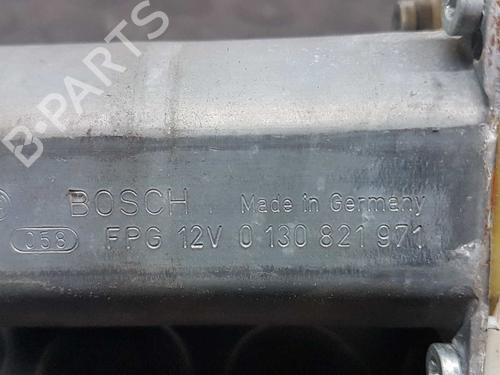 B-PARTS
BOSCH Made in Germany
058 FPG 12V 0 130 821 971